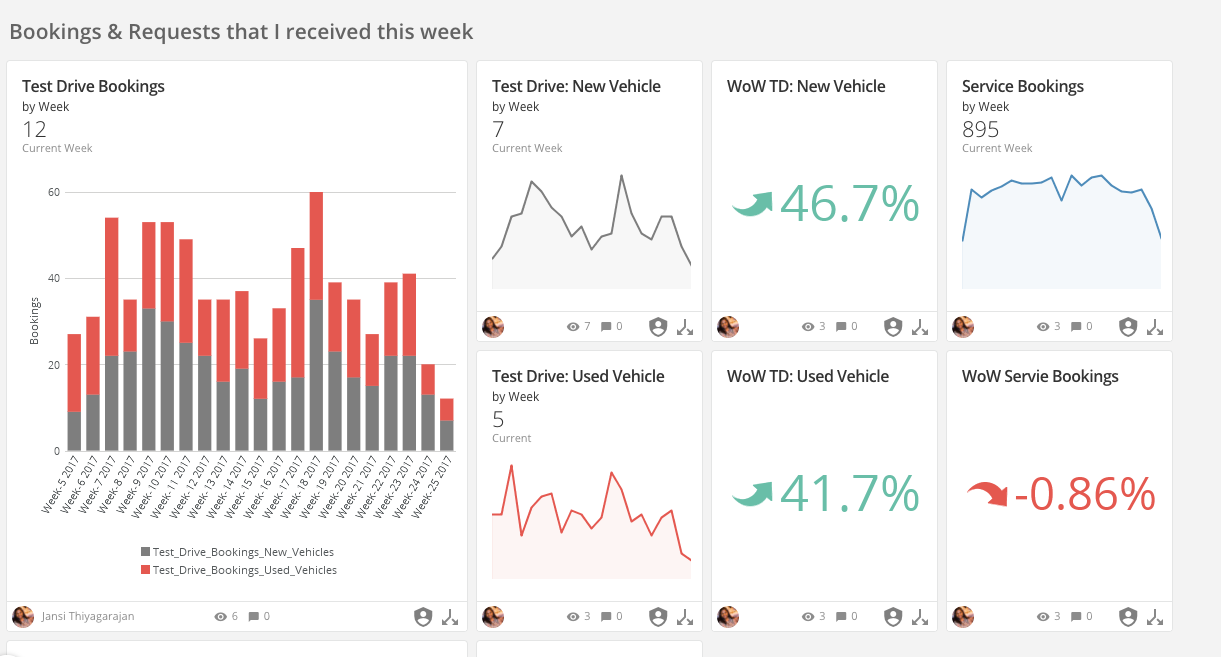 Bookings & Requests that I received this week
Test Drive Bookings
by Week
12
Current Week
60
40
20
0
Bookings
Week-5 2017
Week-6 2017
Week-7 2017
Week-8 2017
Week-9 2017
Week-10 2017
Week-11 2017
Week-12 2017
Week-13 2017
Week-14 2017
Week-15 2017
Week-16 2017
Week-17 2017
Week-18 2017
Week-19 2017
Week-20 2017
Week-21 2017
Week-22 2017
Week-23 2017
Week-24 2017
Week-25 2017
Test_Drive_Bookings_New_Vehicles
Test_Drive_Bookings_Used_Vehicles
Jansi Thiyagarajan 6 0
Test Drive: New Vehicle
by Week
7
Current Week
7 0
WoW TD: New Vehicle
46.7%
3 0
Service Bookings
by Week
895
Current Week
3 0
Test Drive: Used Vehicle
by Week
5
Current
3 0
WoW TD: Used Vehicle
41.7%
3 0
WoW Servie Bookings
-0.86%
3 0